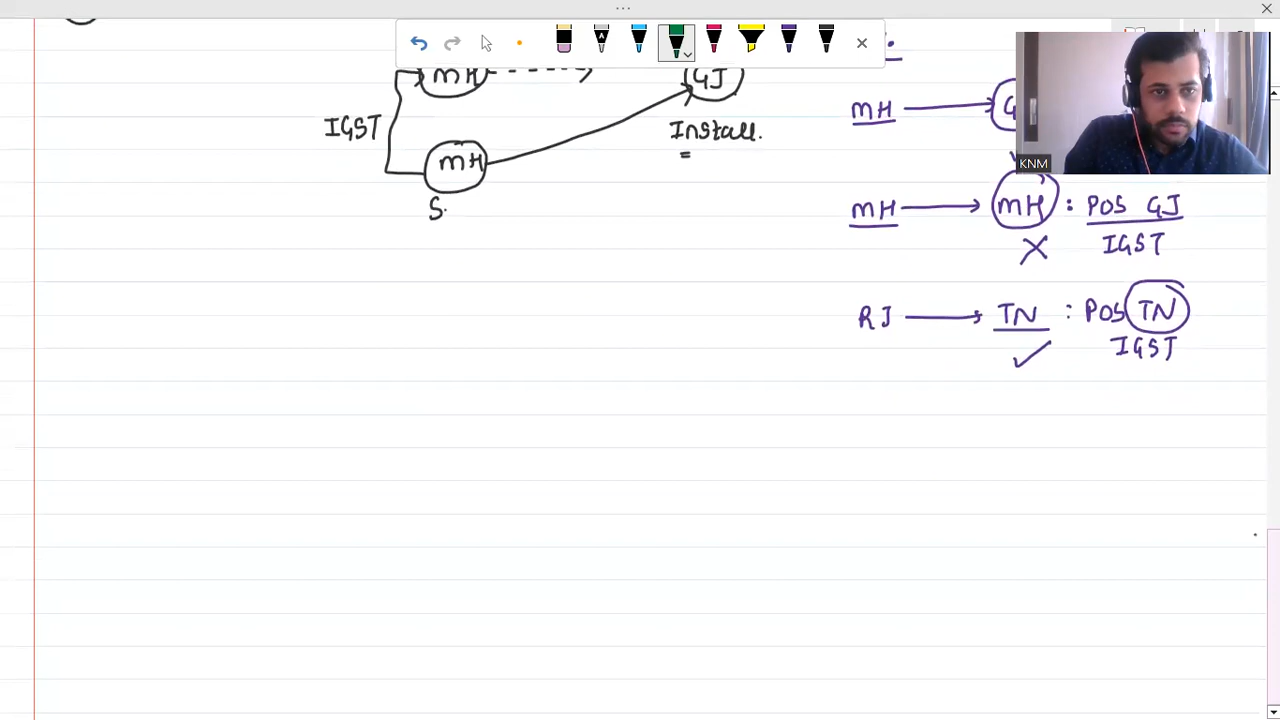 mH GJ
IGST Install.
mH
S.
mH G
KNM
mH mH : POS GJ
X IGST
RJ TN : POS TN
IGST